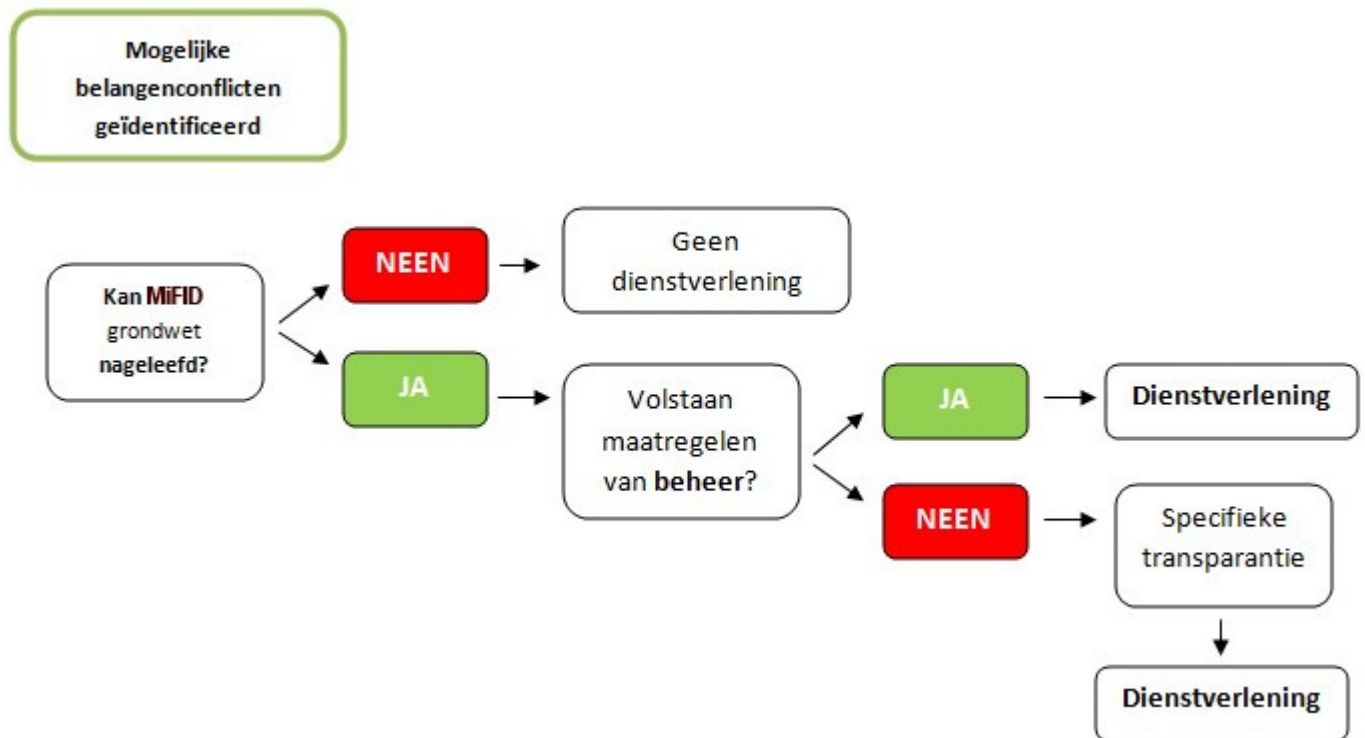 Mogelijke
belangenconflicten
geïdentificeerd
Kan MiFID
grondwet
nageleefd?
NEEN
Geen
dienstverlening
JA
Volstaan
maatregelen
van beheer?
JA
Dienstverlening
NEEN
Specifieke
transparantie
Dienstverlening